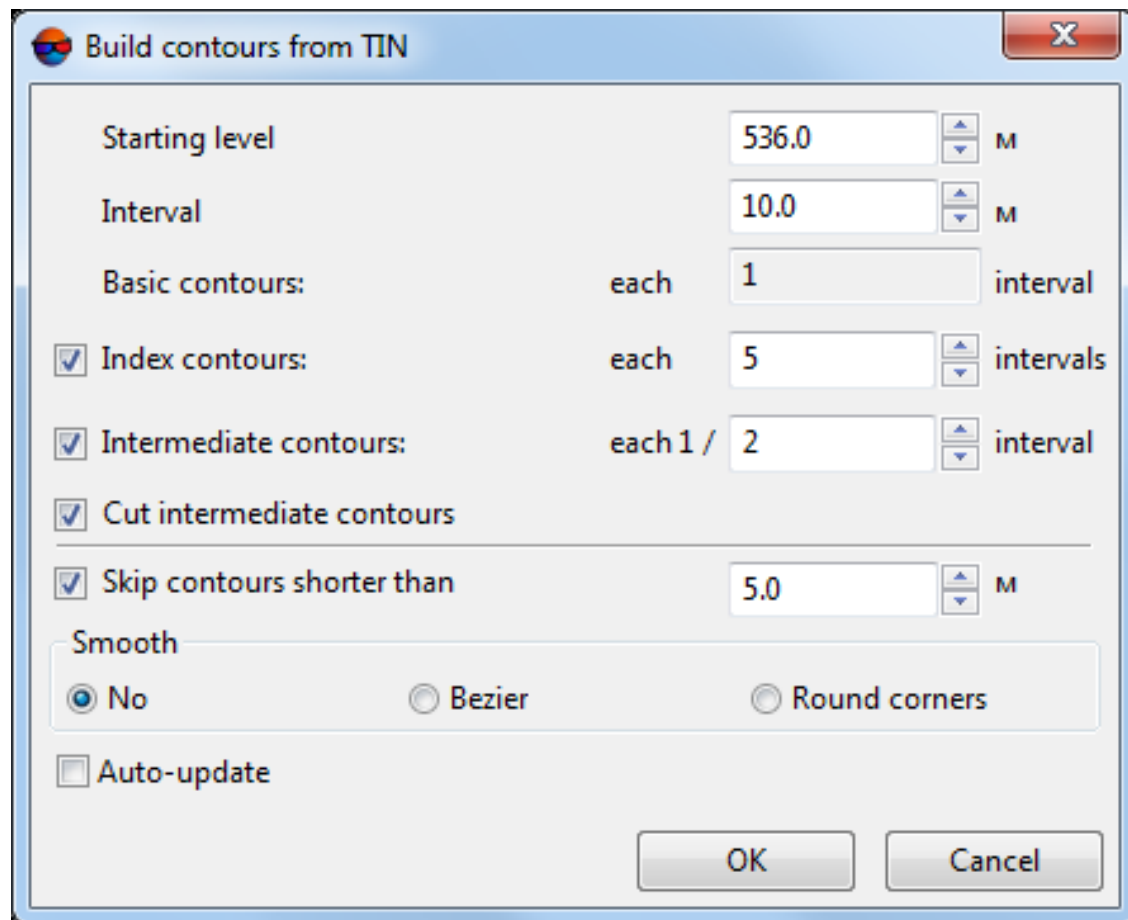 Build contours from TIN
Starting level 536.0 м
Interval 10.0 м
Basic contours: each 1 interval
Index contours: each 5 intervals
Intermediate contours: each 1 / 2 interval
Cut intermediate contours
Skip contours shorter than 5.0 м
Smooth
No Bezier Round corners
Auto-update
OK Cancel